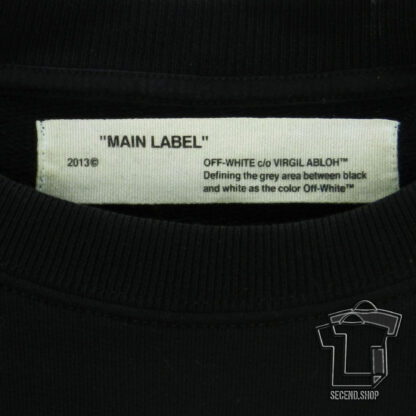 "MAIN LABEL"
2013© OFF-WHITE c/o VIRGIL ABLOH™
Defining the grey area between black
and white as the color Off-White™
SECEND.SHOP